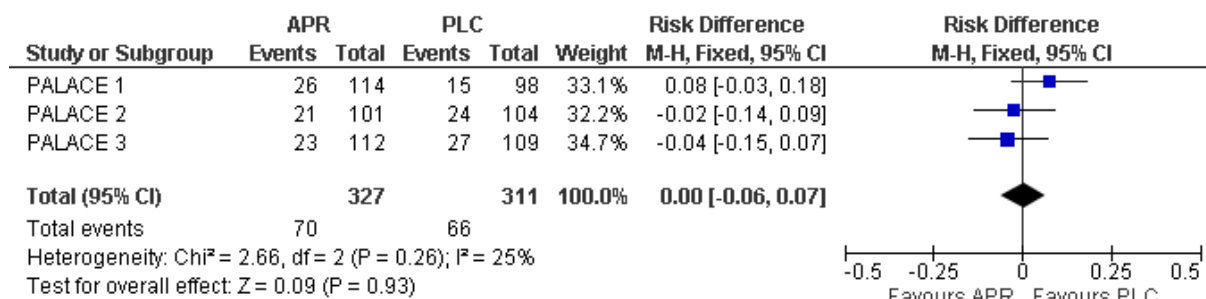 APR PLC Risk Difference Risk Difference
Study or Subgroup Events Total Events Total Weight M-H, Fixed, 95% CI M-H, Fixed, 95% CI
PALACE 1 26 114 15 98 33.1% 0.08 [-0.03, 0.18]
PALACE 2 21 101 24 104 32.2% -0.02 [-0.14, 0.09]
PALACE 3 23 112 27 109 34.7% -0.04 [-0.15, 0.07]
Total (95% CI) 327 311 100.0% 0.00 [-0.06, 0.07]
Total events 70 66
Heterogeneity: Chi² = 2.66, df = 2 (P = 0.26); I² = 25%
Test for overall effect: Z = 0.09 (P = 0.93)
-0.5 -0.25 0 0.25 0.5
Favours APR Favours PLC